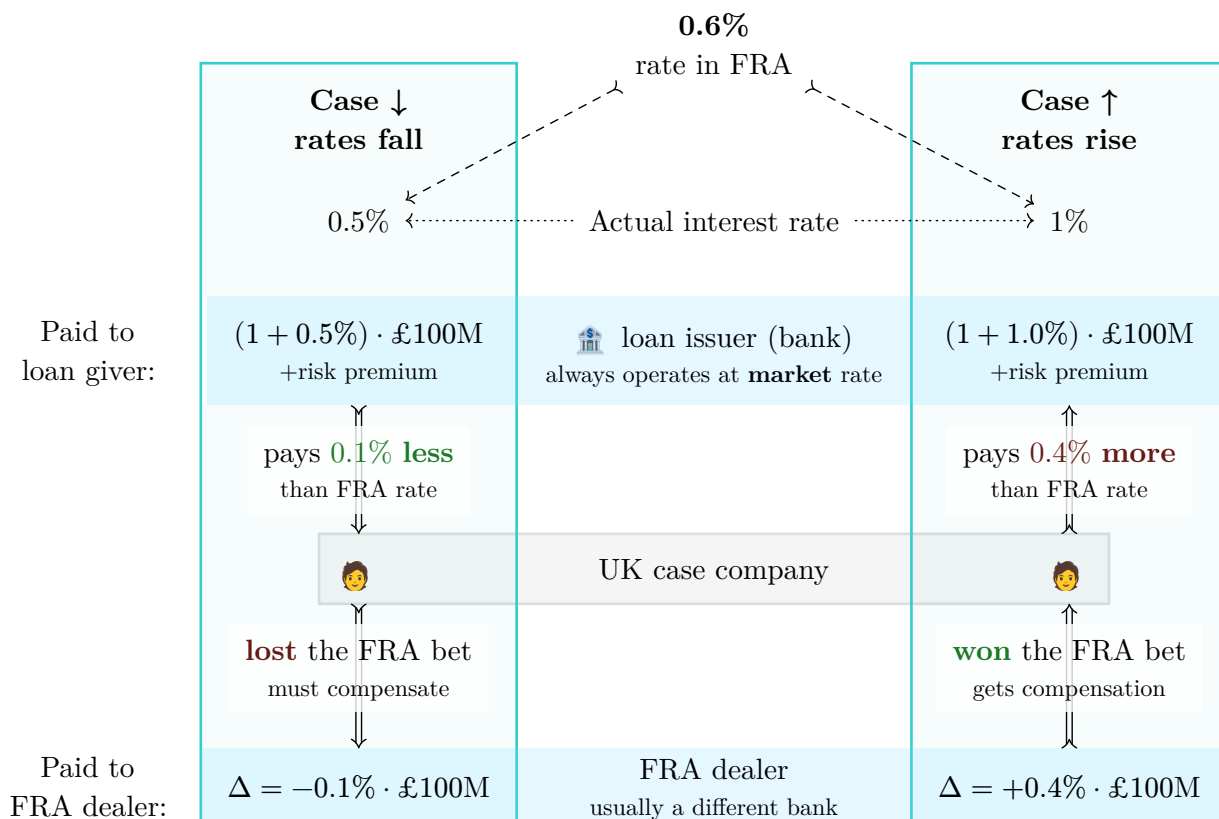 0.6%
rate in FRA
Case ↓
rates fall
Case ↑
rates rise
0.5%
Actual interest rate
1%
Paid to
loan giver:
(1 + 0.5%) · £100M
+risk premium
loan issuer (bank)
always operates at market rate
(1 + 1.0%) · £100M
+risk premium
pays 0.1% less
than FRA rate
pays 0.4% more
than FRA rate
UK case company
lost the FRA bet
must compensate
won the FRA bet
gets compensation
Paid to
FRA dealer:
Δ = −0.1% · £100M
FRA dealer
usually a different bank
Δ = +0.4% · £100M